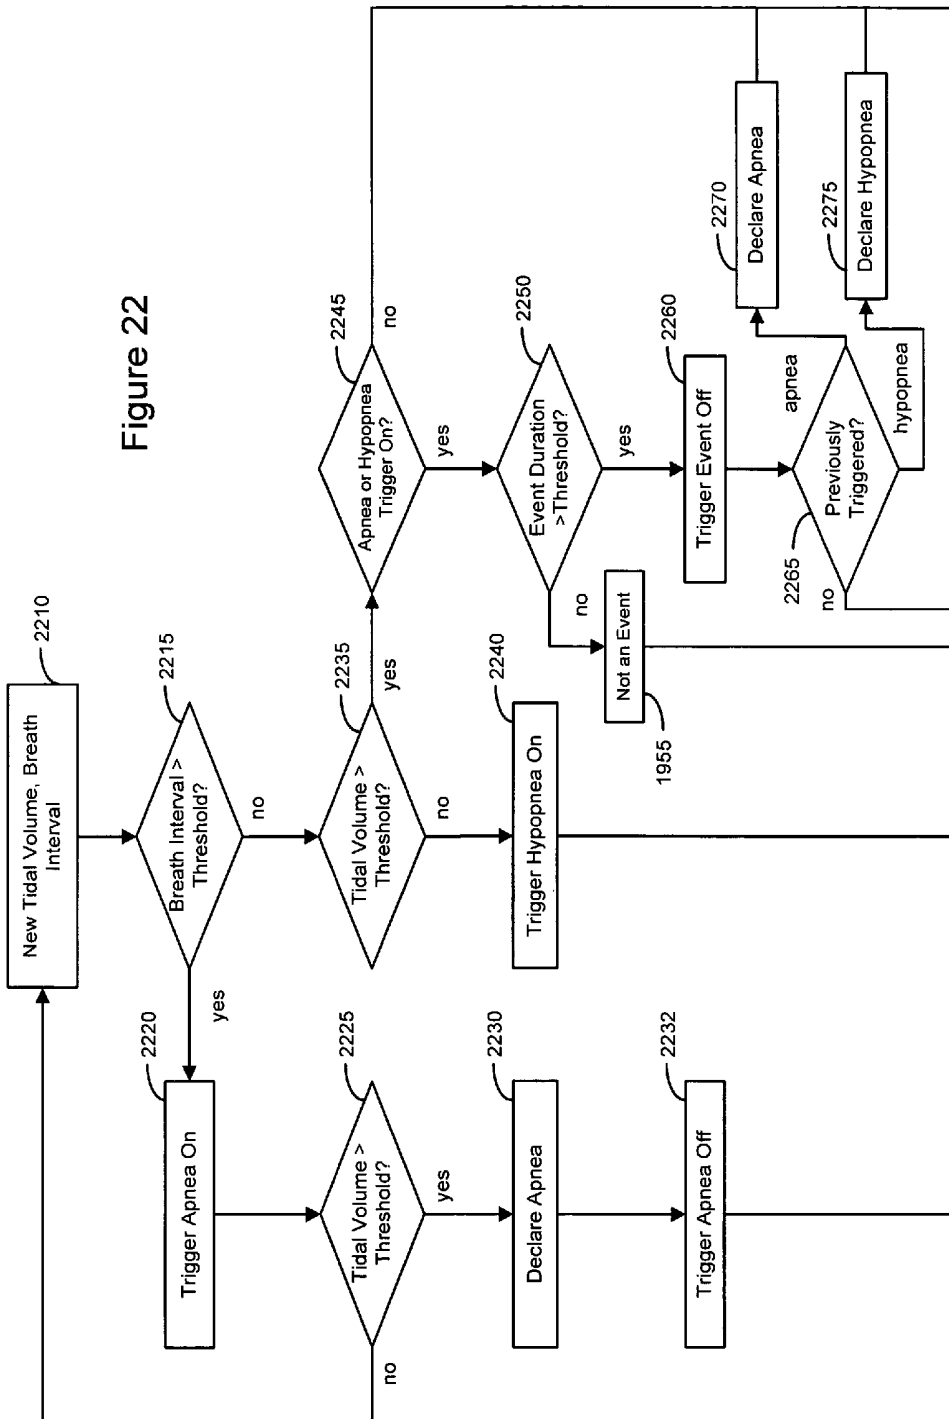 Figure 22
2210
New Tidal Volume, Breath
Interval
2215
Breath Interval >
Threshold?
yes
no
2220
Trigger Apnea On
2225
Tidal Volume >
Threshold?
no
yes
2230
Declare Apnea
2232
Trigger Apnea Off
2235
Tidal Volume >
Threshold?
yes
no
2240
Trigger Hypopnea On
2245
Apnea or Hypopnea
Trigger On?
no
yes
2250
Event Duration
>Threshold?
no
yes
Not an Event
1955
2260
Trigger Event Off
2265
Previously
Triggered?
no
apnea
hypopnea
2270
Declare Apnea
2275
Declare Hypopnea